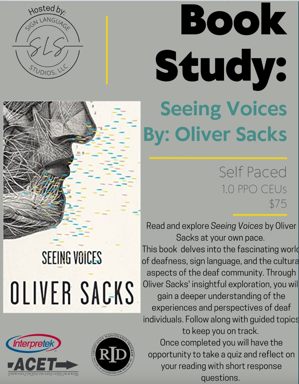 Hosted by:
SIGN LANGUAGE
SLS
STUDIOS, LLC
Book
Study:
Seeing Voices
By: Oliver Sacks
Self Paced
1.0 PPO CEUs
$75
SEEING VOICES
OLIVER SACKS
Read and explore Seeing Voices by Oliver
Sacks at your own pace.
This book delves into the fascinating world
of deafness, sign language, and the cultura
aspects of the deaf community. Through
Oliver Sacks' insightful exploration, you will
gain a deeper understanding of the
experiences and perspectives of deaf
individuals. Follow along with guided topics
to keep you on track.
Once completed you will have the
opportunity to take a quiz and reflect on
your reading with short response
questions.
Interpretek
ACET
RID